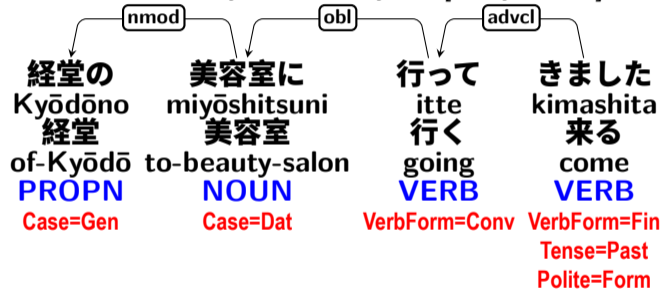 nmod obl advcl
経堂の 美容室に 行って きました
Kyōdōno miyōshitsuni itte kimashita
経堂 美容室 行く 来る
of-Kyōdō to-beauty-salon going come
PROPN NOUN VERB VERB
Case=Gen Case=Dat VerbForm=Conv VerbForm=Fin
Tense=Past
Polite=Form